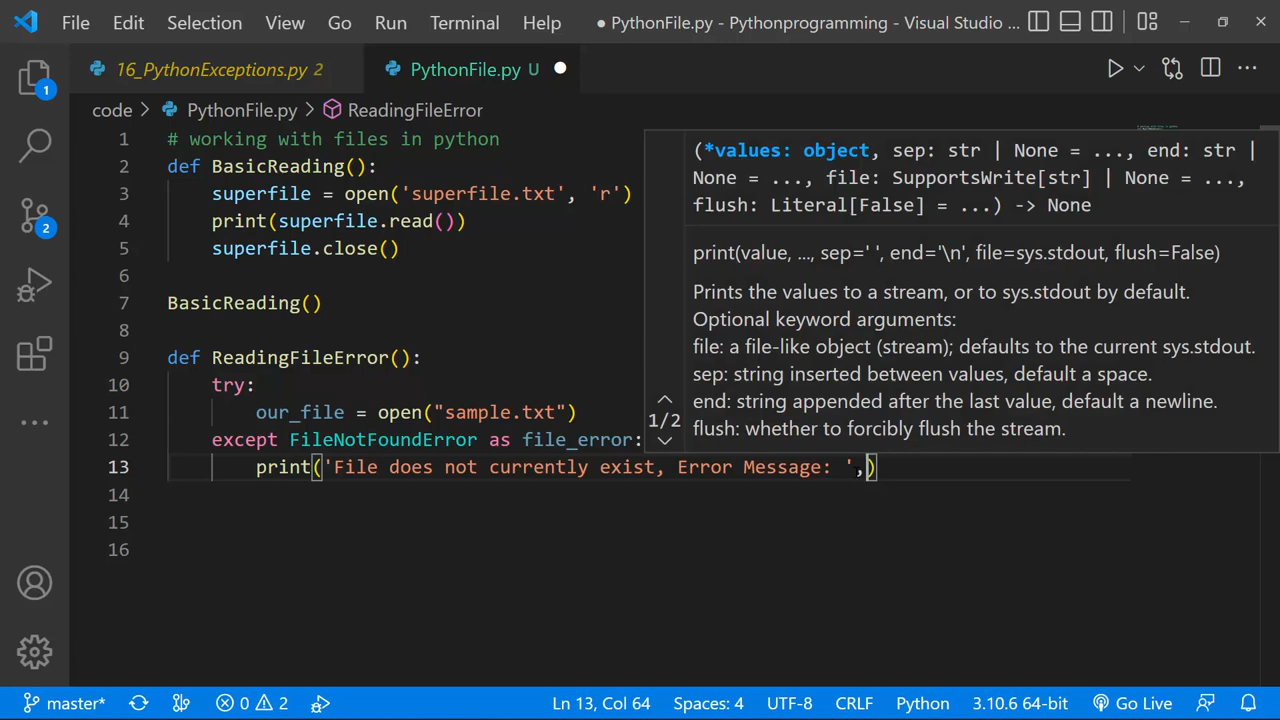 File Edit Selection View Go Run Terminal Help ● PythonFile.py - Pythonprogramming - Visual Studio ...
16_PythonExceptions.py 2 PythonFile.py U
code > PythonFile.py > ReadingFileError
1 # working with files in python
2 def BasicReading():
3 superfile = open('superfile.txt', 'r')
4 print(superfile.read())
5 superfile.close()
6
7 BasicReading()
8
9 def ReadingFileError():
10 try:
11 our_file = open("sample.txt")
12 except FileNotFoundError as file_error:
13 print('File does not currently exist, Error Message: ',)
14
15
16
(*values: object, sep: str | None = ..., end: str |
None = ..., file: SupportsWrite[str] | None = ...,
flush: Literal[False] = ...) -> None
print(value, ..., sep=' ', end='\n', file=sys.stdout, flush=False)
Prints the values to a stream, or to sys.stdout by default.
Optional keyword arguments:
file: a file-like object (stream); defaults to the current sys.stdout.
sep: string inserted between values, default a space.
end: string appended after the last value, default a newline.
flush: whether to forcibly flush the stream.
1/2
1
2
master* 0 2 Ln 13, Col 64 Spaces: 4 UTF-8 CRLF Python 3.10.6 64-bit Go Live